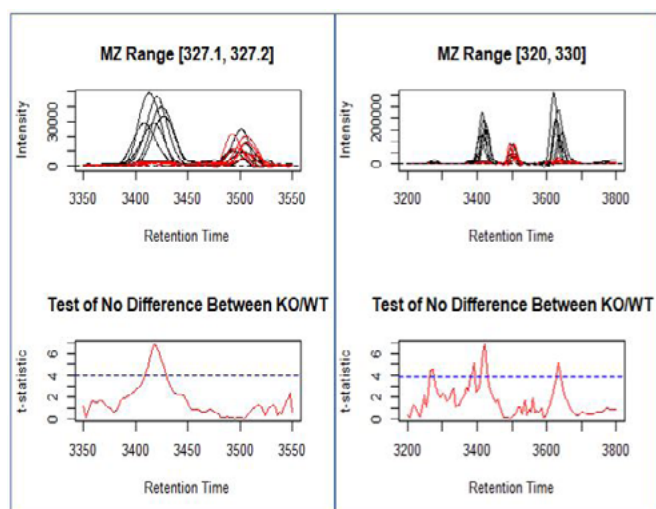 MZ Range [327.1, 327.2]
Intensity
0 30000
3350 3400 3450 3500 3550
Retention Time
Test of No Difference Between KO/WT
t-statistic
0 2 4 6
3350 3400 3450 3500 3550
Retention Time
MZ Range [320, 330]
Intensity
0 200000
3200 3400 3600 3800
Retention Time
Test of No Difference Between KO/WT
t-statistic
0 2 4 6
3200 3400 3600 3800
Retention Time